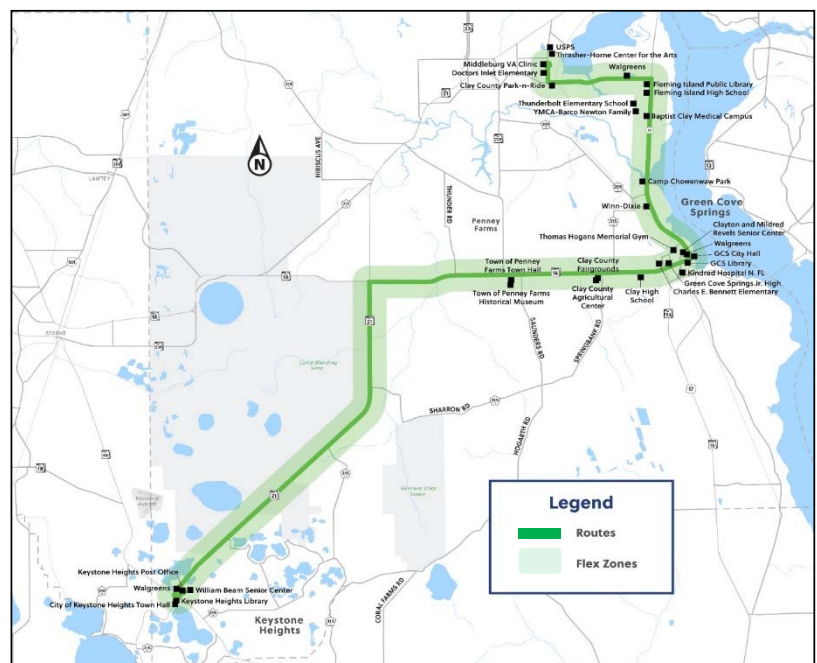 USPS
Thrasher-Horne Center for the Arts
Middleburg VA Clinic
Doctors Inlet Elementary
Clay County Park-n-Ride
Walgreens
Fleming Island Public Library
Fleming Island High School
Thunderbolt Elementary School
YMCA-Barco Newton Family
Baptist Clay Medical Campus
17
21
HIBISCUS AVE
N
LAWTEY
THUNDER RD
Penney
Farms
Camp Chowenwaw Park
Winn-Dixie
Green Cove
Springs
Thomas Hogans Memorial Gym
Clayton and Mildred
Revels Senior Center
Walgreens
GCS City Hall
GCS Library
Kindred Hospital N. FL
Green Cove Springs Jr. High
Charles E. Bennett Elementary
Town of Penney
Farms Town Hall
Clay County
Fairgrounds
16
Town of Penney Farms
Historical Museum
Clay County
Agricultural
Center
Clay High
School
21
STARKE
SAUNDERS RD
SPRINGBANK RD
SHARRON RD
HOGARTH RD
21
CORAL FARMS RD
Legend
Routes
Flex Zones
Keystone Heights Post Office
Walgreens
William Beam Senior Center
Keystone Heights Library
City of Keystone Heights Town Hall
Keystone
Heights